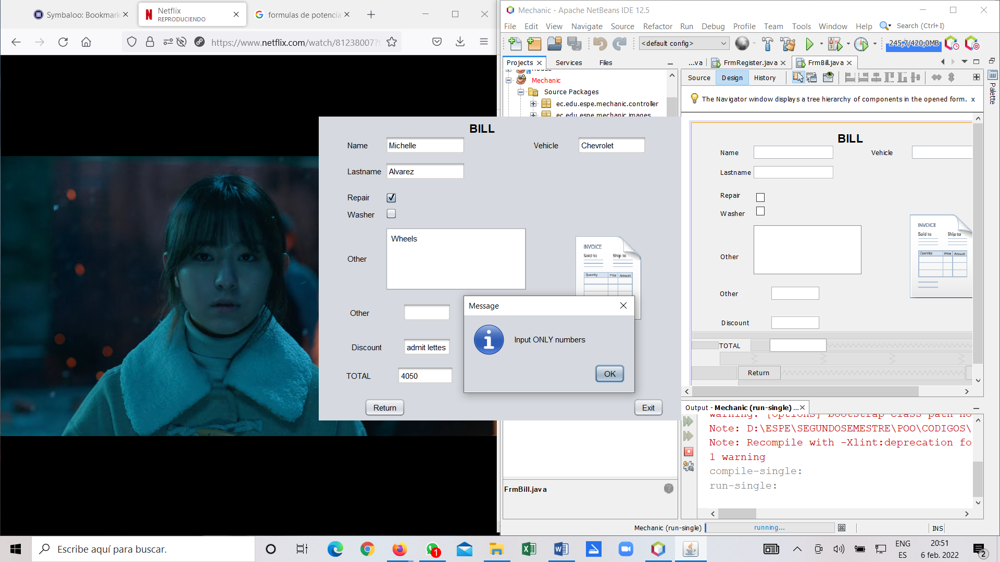 Symbaloo: Bookmark
Netflix
REPRODUCIENDO
formulas de potencia
https://www.netflix.com/watch/81238007?t
Mechanic - Apache NetBeans IDE 12.5
File Edit View Navigate Source Refactor Run Debug Profile Team Tools Window Help Search (Ctrl+I)
<default config>
245,7/420,0MB
Projects Services Files
...va FrmRegister.java FrmBill.java
Mechanic
Source Packages
ec.edu.espe.mechanic.controller
ec.edu.espe.mechanic.images
Source Design History
Palette
The Navigator window displays a tree hierarchy of components in the opened form. x
BILL
Name Michelle
Vehicle Chevrolet
Lastname Alvarez
Repair
Washer
Other
Wheels
INVOICE
Sold to Ship to
Quantity Price Amount
Other
Discount admit lettes
TOTAL 4050
Return
Exit
Message
Input ONLY numbers
OK
BILL
Name
Vehicle
Lastname
Repair
Washer
Other
INVOICE
Sold to Ship to
Quantity Price Amount
Other
Discount
TOTAL
Return
Output - Mechanic (run-single) ...
warning: [options] bootstrap class path no
Note: D:\ESPE\SEGUNDOSEMESTRE\POO\CODIGOS\
Note: Recompile with -Xlint:deprecation fo
1 warning
compile-single:
run-single:
FrmBill.java
Mechanic (run-single)
running...
INS
Escribe aquí para buscar.
1
ENG
ES
20:51
6 feb. 2022
2